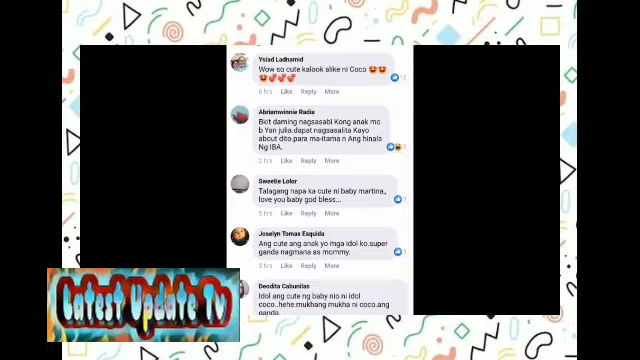 Ysiad Ladnamid
Wow so cute kalook alike ni Coco
12
6 hrs Like Reply More
Abriamwinnie Radia
Bkit daming nagsasabi Kong anak mo
b Yan julia.dapat nagsasalita Kayo
about dito.para ma-itama n Ang hinala
Ng IBA.
2
2 hrs Like Reply More
Sweetie Lolor
Talagang napa ka cute ni baby martina,,
love you baby god bless...
5 hrs Like Reply More
Joselyn Tomas Esquida
Ang cute ang anak yo mga idol ko.super
ganda nagmana as mommy.
5 hrs Like Reply More
Desdita Cabunilas
Idol ang cute ng baby nio ni idol
coco..hehe.mukhang mukha ni coco.ang
ganda
Latest Update Tv